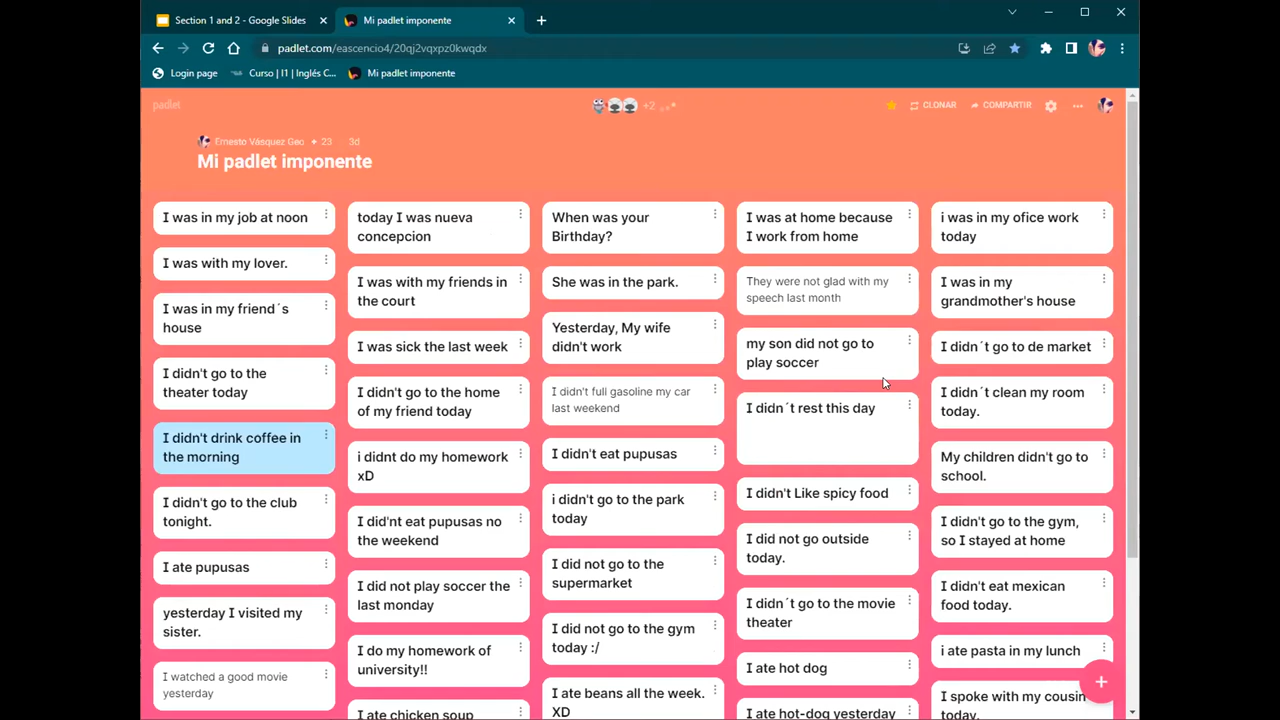 Section 1 and 2 - Google Slides
Mi padlet imponente
padlet.com/eascencio4/20qj2vqxpz0kwqdx
Login page
Curso | I1 | Inglés C...
Mi padlet imponente
padlet
+2
CLONAR
COMPARTIR
Ernesto Vásquez Geo
+ 23
3d
Mi padlet imponente
I was in my job at noon
I was with my lover.
I was in my friend´s
house
I didn't go to the
theater today
I didn't drink coffee in
the morning
I didn't go to the club
tonight.
I ate pupusas
yesterday I visited my
sister.
I watched a good movie
yesterday
today I was nueva
concepcion
I was with my friends in
the court
I was sick the last week
I didn't go to the home
of my friend today
i didnt do my homework
xD
I did'nt eat pupusas no
the weekend
I did not play soccer the
last monday
I do my homework of
university!!
I ate chicken soup
When was your
Birthday?
She was in the park.
Yesterday, My wife
didn't work
I didn't full gasoline my car
last weekend
I didn't eat pupusas
i didn't go to the park
today
I did not go to the
supermarket
I did not go to the gym
today :/
I ate beans all the week.
XD
I was at home because
I work from home
They were not glad with my
speech last month
my son did not go to
play soccer
I didn´t rest this day
I didn't Like spicy food
I did not go outside
today.
I didn´t go to the movie
theater
I ate hot dog
I ate hot-dog yesterday
i was in my ofice work
today
I was in my
grandmother's house
I didn´t go to de market
I didn´t clean my room
today.
My children didn't go to
school.
I didn't go to the gym,
so I stayed at home
I didn't eat mexican
food today.
i ate pasta in my lunch
I spoke with my cousin
today.